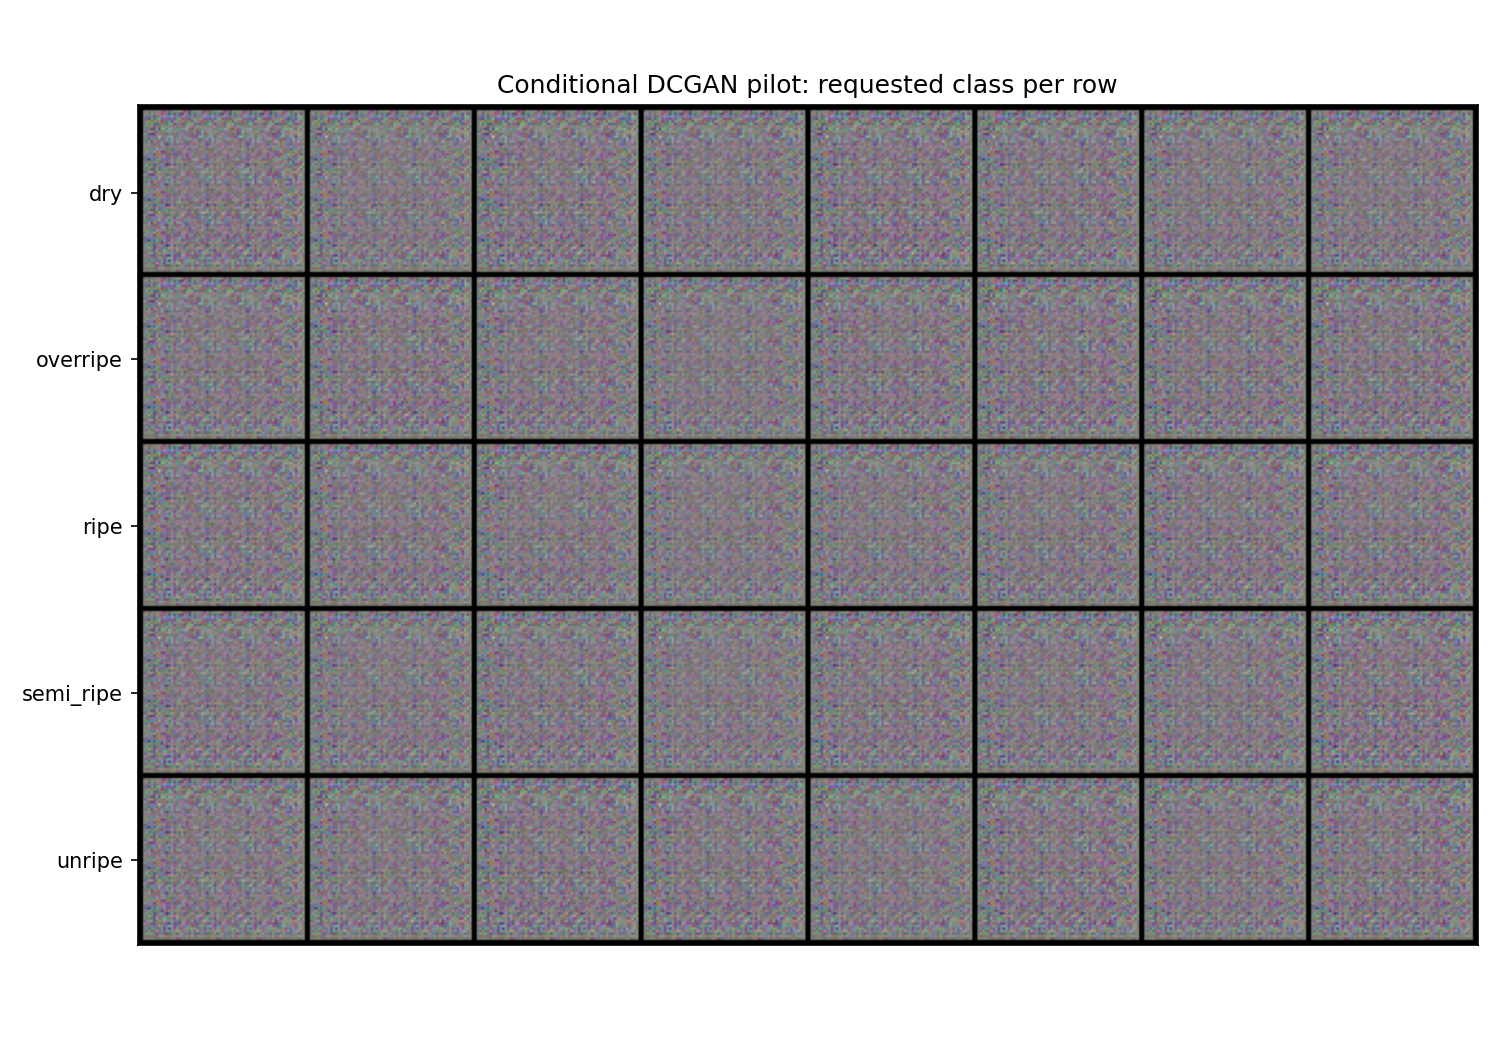 Conditional DCGAN pilot: requested class per row
dry
overripe
ripe
semi_ripe
unripe